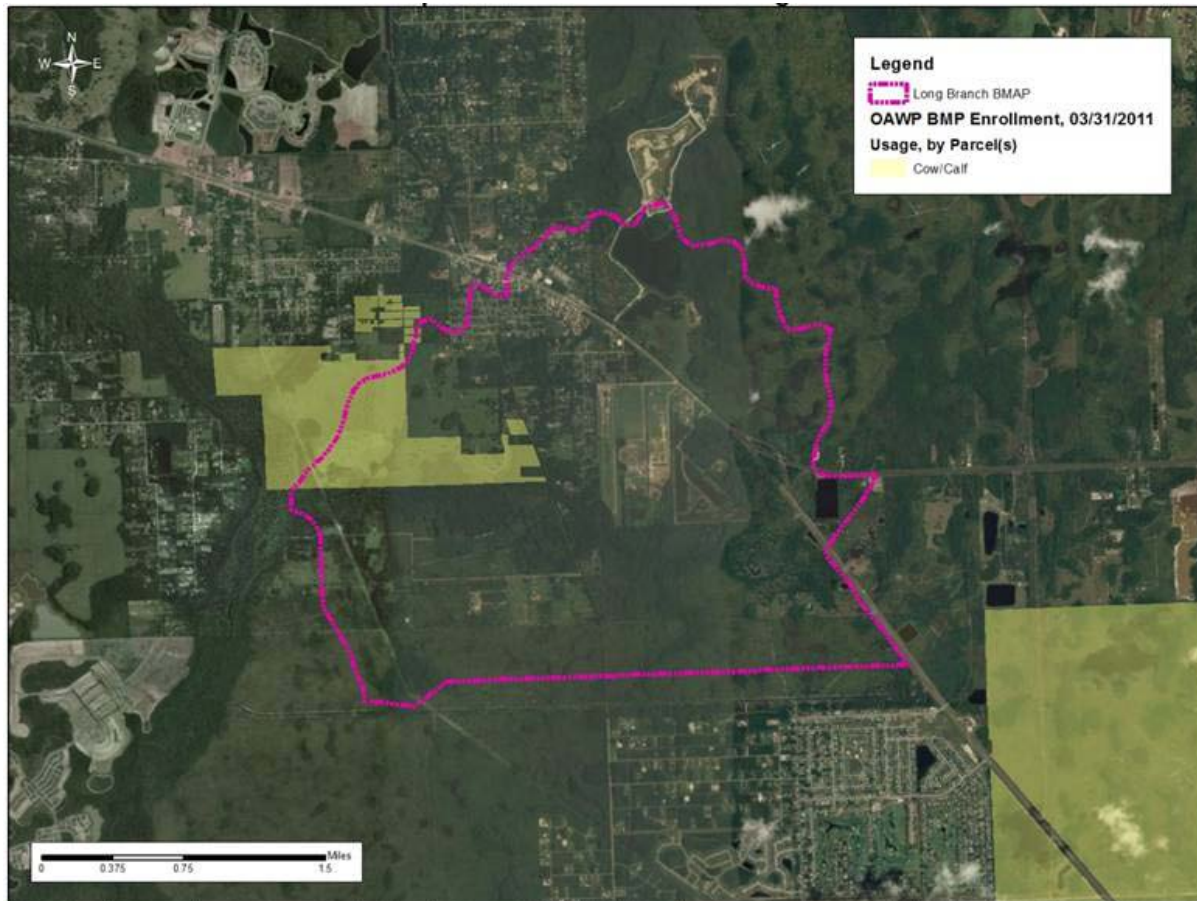 N
W E
S
Legend
Long Branch BMAP
OAWP BMP Enrollment, 03/31/2011
Usage, by Parcel(s)
Cow/Calf
Miles
0 0.375 0.75 1.5